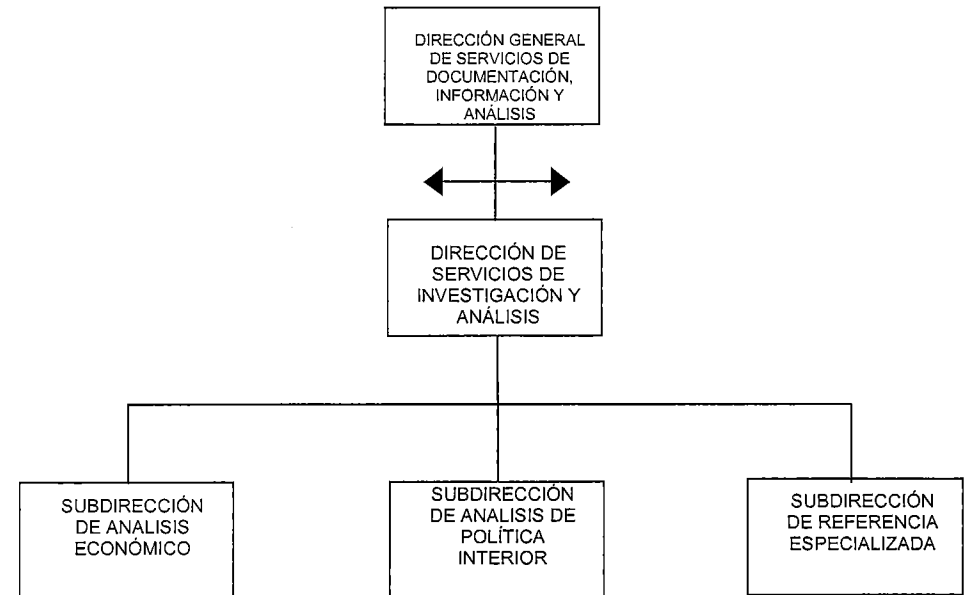 DIRECCIÓN GENERAL
DE SERVICIOS DE
DOCUMENTACIÓN,
INFORMACIÓN Y
ANÁLISIS
DIRECCIÓN DE
SERVICIOS DE
INVESTIGACIÓN Y
ANÁLISIS
SUBDIRECCIÓN
DE ANALISIS
ECONÓMICO
SUBDIRECCIÓN
DE ANALISIS DE
POLÍTICA
INTERIOR
SUBDIRECCIÓN
DE REFERENCIA
ESPECIALIZADA